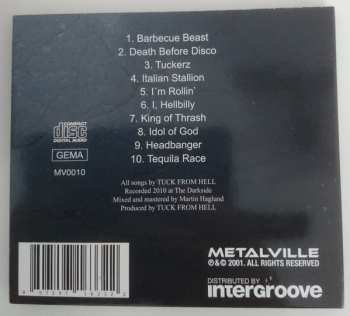 1. Barbecue Beast
2. Death Before Disco
3. Tuckerz
4. Italian Stallion
5. I´m Rollin´
6. I, Hellbilly
7. King of Thrash
8. Idol of God
9. Headbanger
10. Tequila Race
COMPACT
disc
DIGITAL AUDIO
GEMA
MV0010
All songs by TUCK FROM HELL
Recorded 2010 at The Darkside
Mixed and mastered by Martin Haglund
Produced by TUCK FROM HELL
METALVILLE
℗&© 2001. ALL RIGHTS RESERVED
DISTRIBUTED BY
intergroove